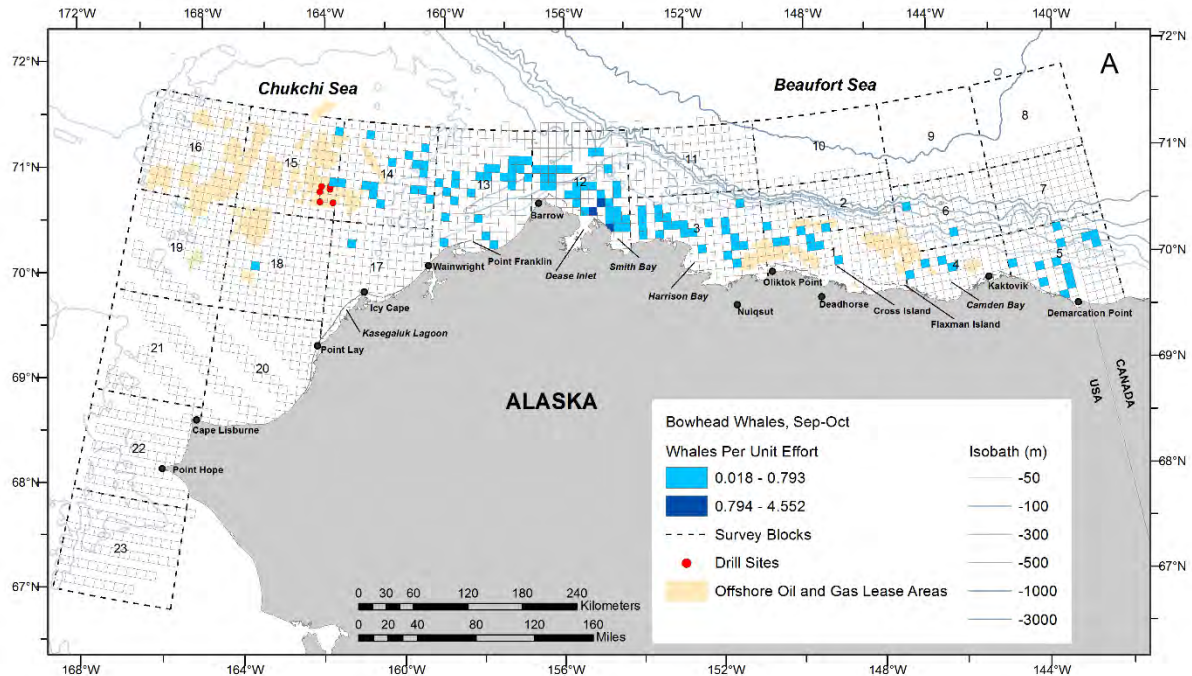 172°W 168°W 164°W 160°W 156°W 152°W 148°W 144°W 140°W
72°N 72°N
A
Chukchi Sea Beaufort Sea
8
9
10
71°N 71°N
16 15 14 13 12 11
7
2
6
3
Barrow
70°N 70°N
19 18 17
4 5
Point Franklin
Wainwright
Dease Inlet
Smith Bay
Harrison Bay
Oliktok Point
Kaktovik
Icy Cape
Nuiqsut
Deadhorse
Cross Island
Camden Bay
Flaxman Island
Demarcation Point
Kasegaluk Lagoon
Point Lay
69°N 69°N
21 20
CANADA
USA
ALASKA
Cape Lisburne
22
Point Hope
68°N 68°N
23
67°N 67°N
Bowhead Whales, Sep-Oct
Whales Per Unit Effort
0.018 - 0.793
0.794 - 4.552
Survey Blocks
Drill Sites
Offshore Oil and Gas Lease Areas
Isobath (m)
-50
-100
-300
-500
-1000
-3000
0 30 60 120 180 240
Kilometers
0 20 40 80 120 160
Miles
168°W 164°W 160°W 156°W 152°W 148°W 144°W